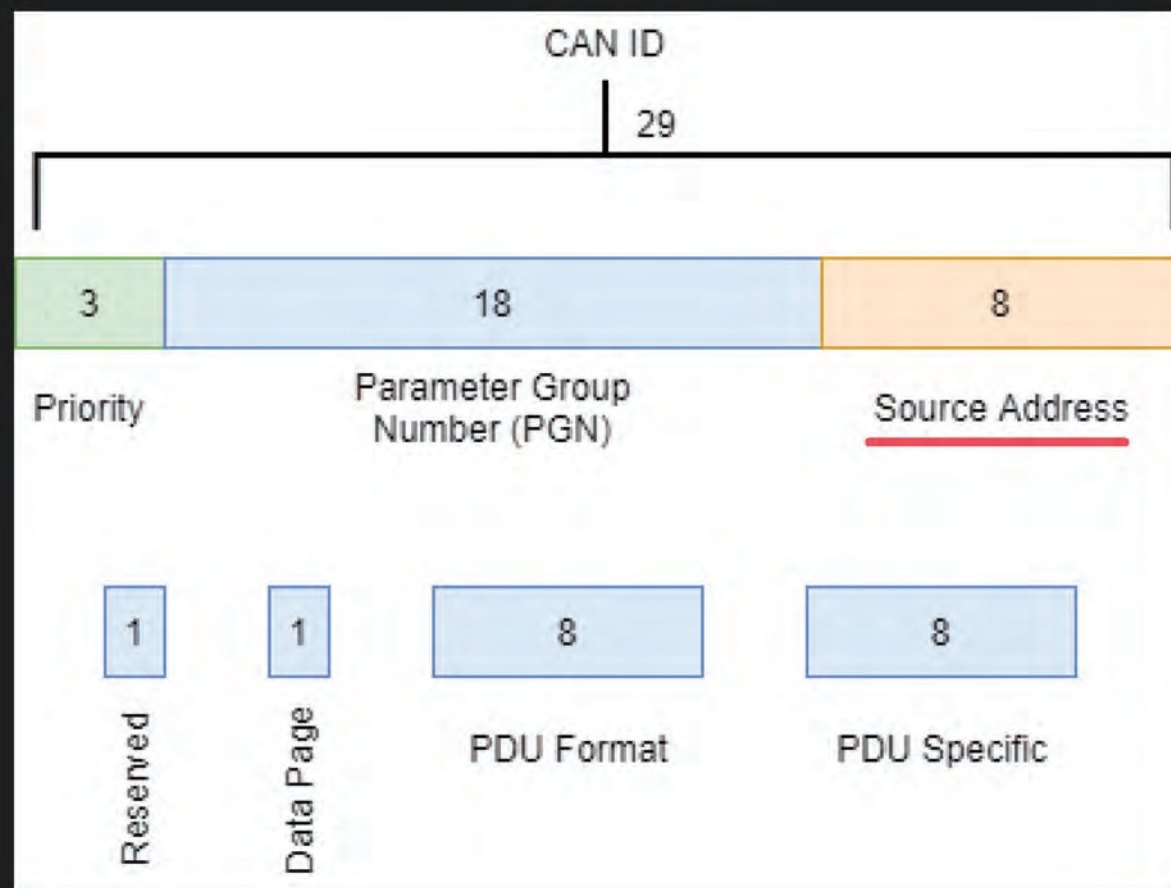 CAN ID
29
3
18
8
Priority
Parameter Group
Number (PGN)
Source Address
1
1
8
8
Reserved
Data Page
PDU Format
PDU Specific